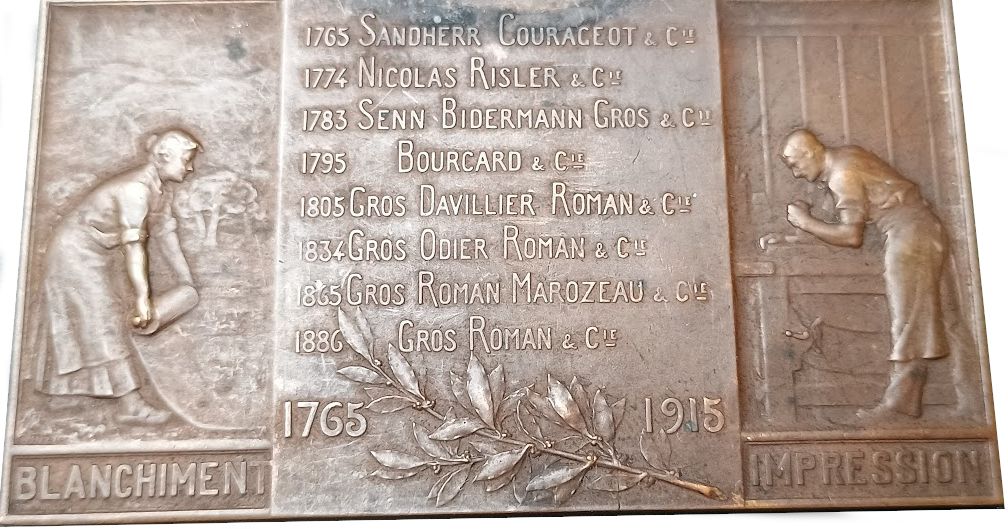 1765 SANDHERR COURAGEOT & CIE
1774 NICOLAS RISLER & CIE
1783 SENN BIDERMANN GROS & CIE
1795 BOURCARD & CIE
1805 GROS DAVILLIER ROMAN & CIE
1834 GROS ODIER ROMAN & CIE
1865 GROS ROMAN MAROZEAU & CIE
1886 GROS ROMAN & CIE
1765 1915
BLANCHIMENT IMPRESSION